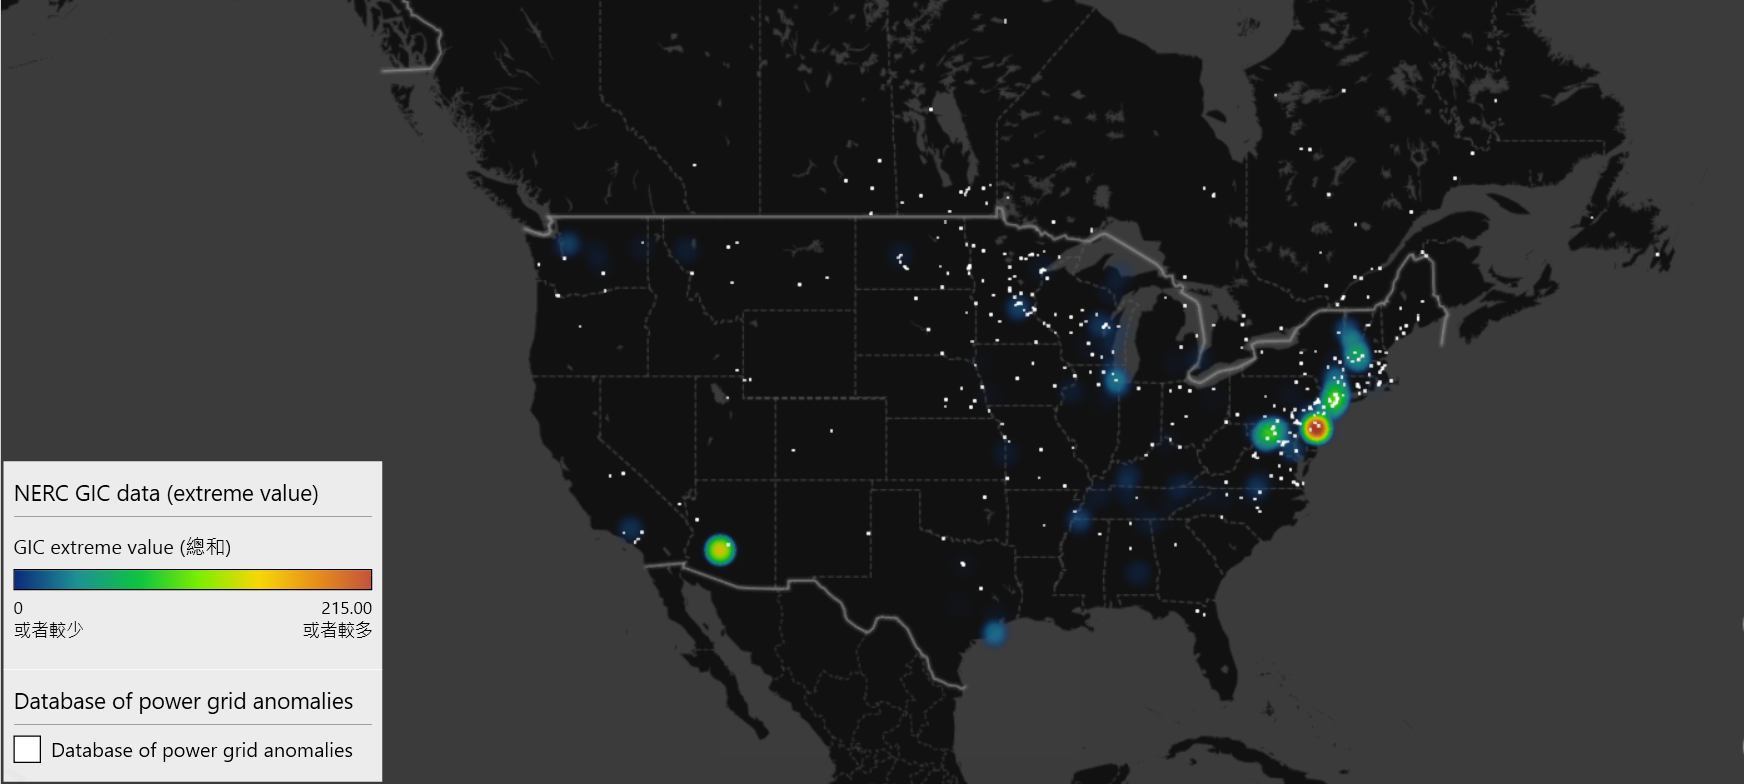 NERC GIC data (extreme value)
GIC extreme value (總和)
0 215.00
或者較少 或者較多
Database of power grid anomalies
Database of power grid anomalies